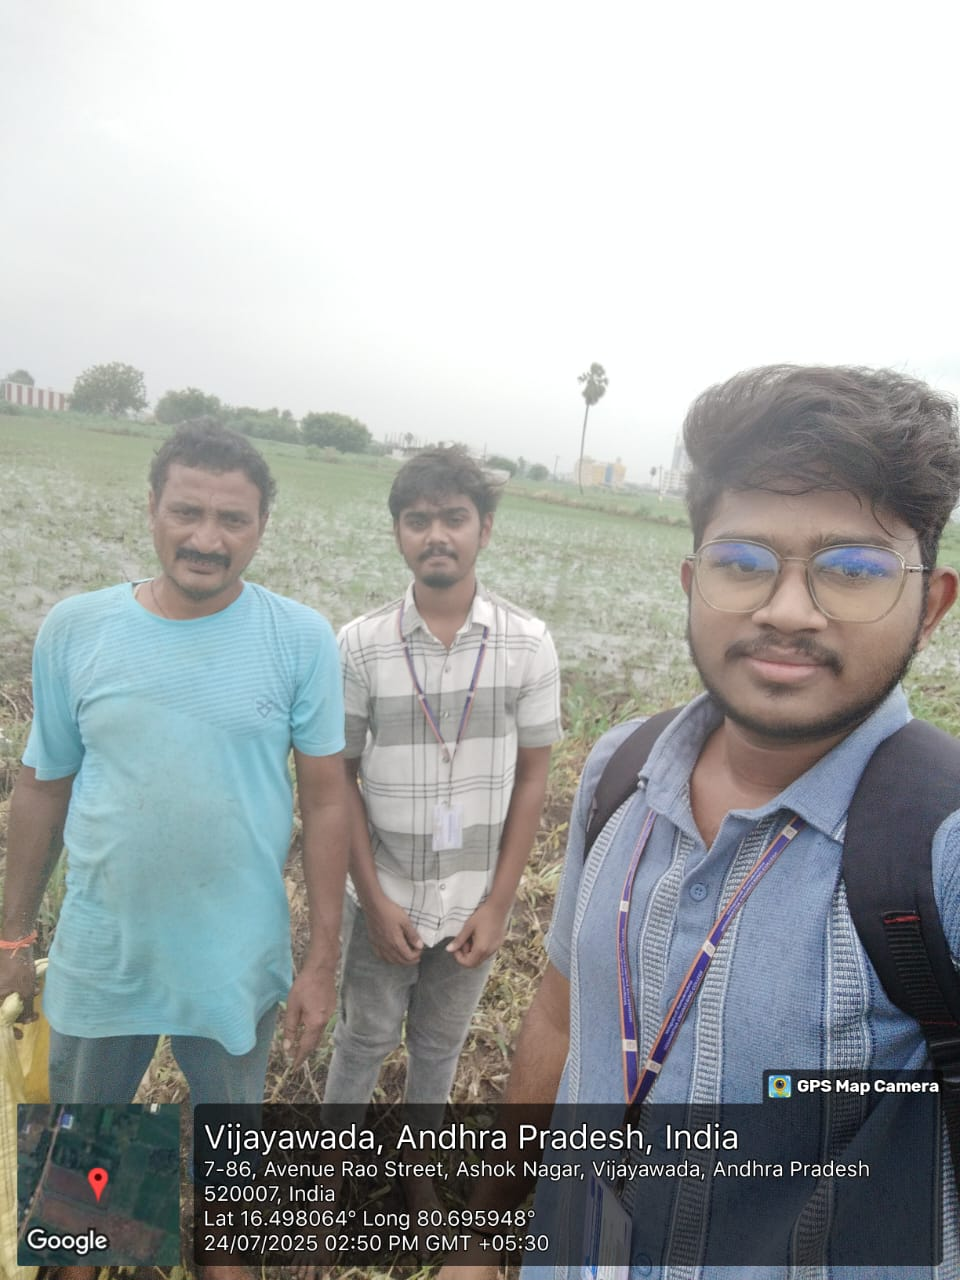 GPS Map Camera
Vijayawada, Andhra Pradesh, India
7-86, Avenue Rao Street, Ashok Nagar, Vijayawada, Andhra Pradesh
520007, India
Lat 16.498064° Long 80.695948°
24/07/2025 02:50 PM GMT +05:30
Google